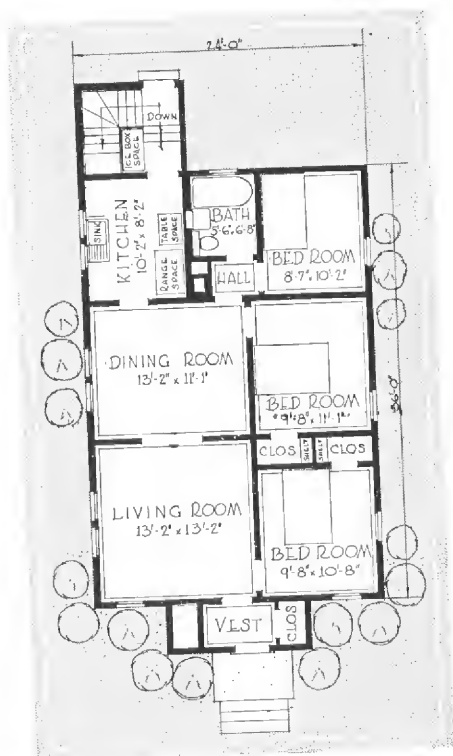 24'-0"
DOWN
ICE BOX
SPACE
SINK
KITCHEN
10'-2" x 8'-2"
TABLE
SPACE
RANGE
SPACE
BATH
5'-6", 6'-8"
BED ROOM
8'-7", 10'-2"
HALL
DINING ROOM
13'-2" x 11'-1"
BED ROOM
9'-8" x 11'-1"
36'-0"
CLOS
SHELF
SHELF
CLOS
LIVING ROOM
13'-2" x 13'-2"
BED ROOM
9'-8" x 10'-8"
VEST
CLOS